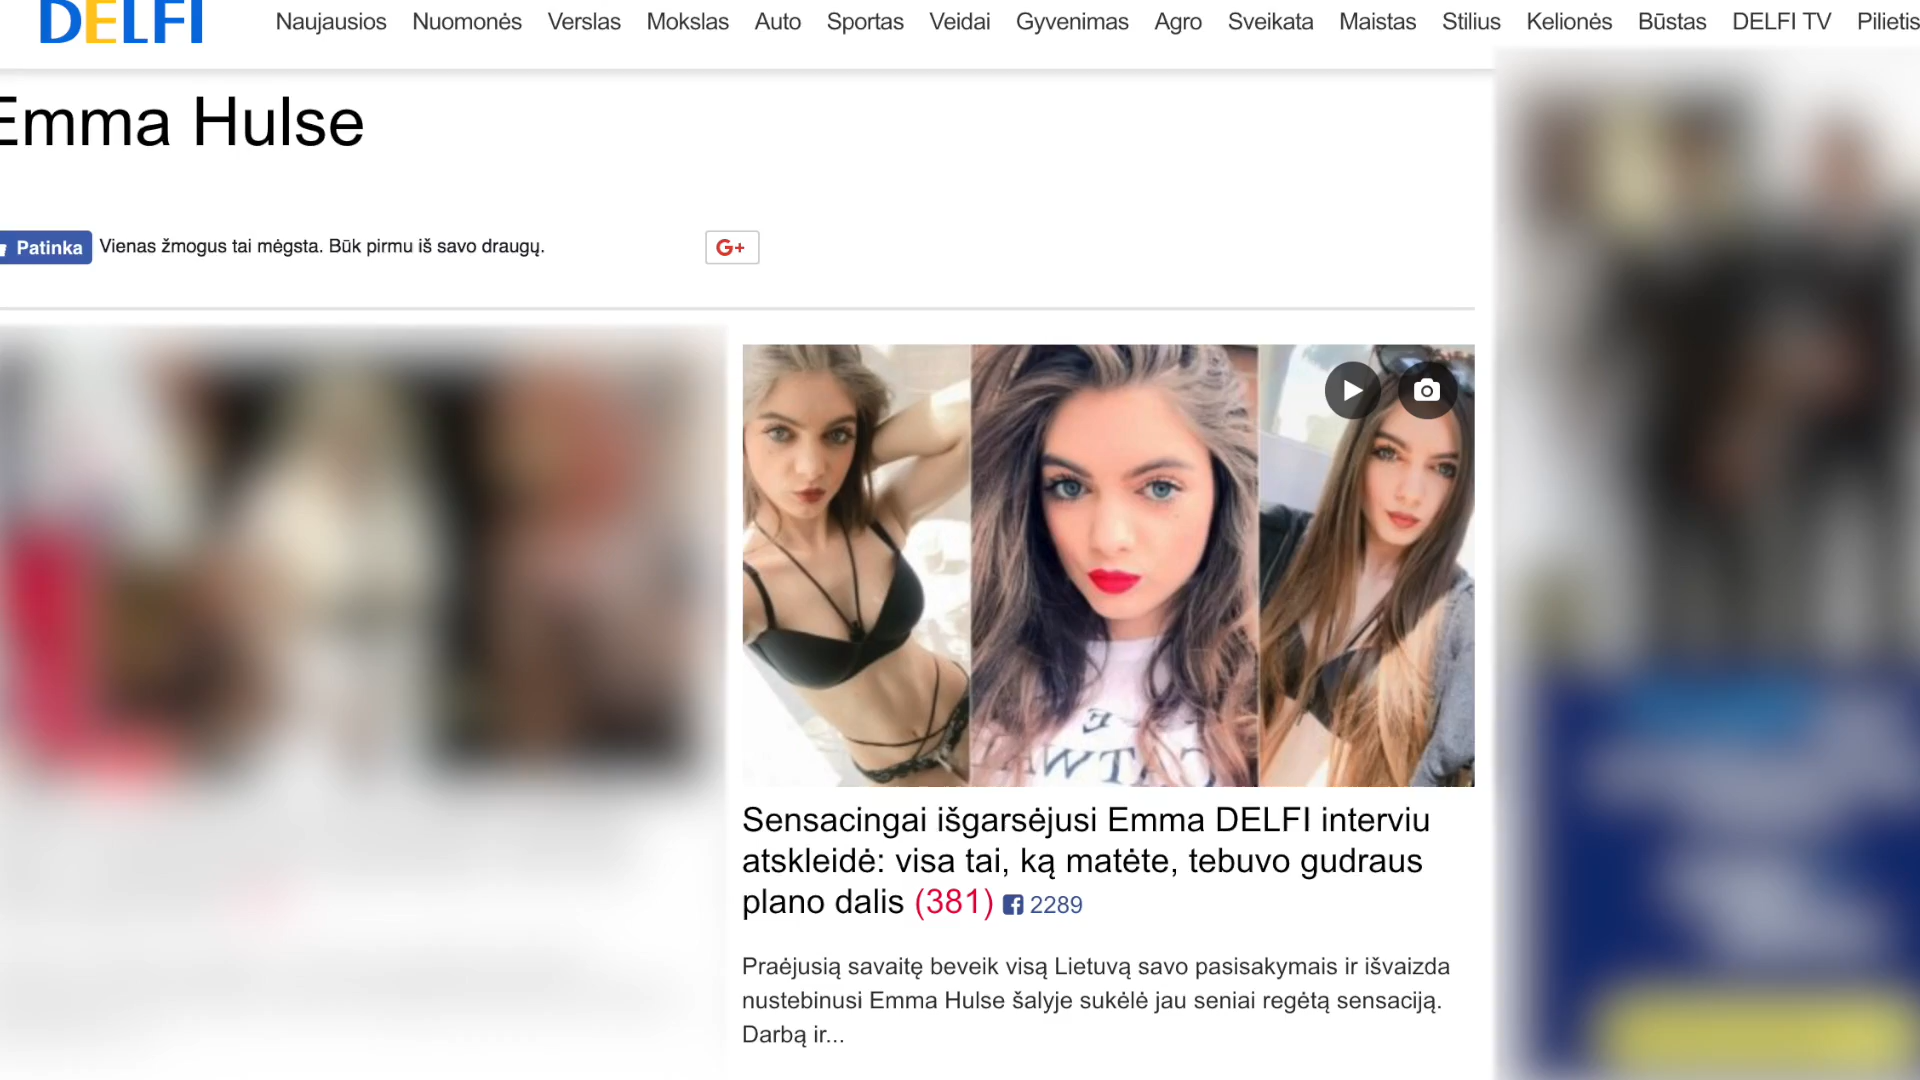 DELFI
Naujausios Nuomonės Verslas Mokslas Auto Sportas Veidai Gyvenimas Agro Sveikata Maistas Stilius Kelionės Būstas DELFI TV Pilietis
Emma Hulse
Patinka Vienas žmogus tai mėgsta. Būk pirmu iš savo draugų.
G+
Sensacingai išgarsėjusi Emma DELFI interviu
atskleidė: visa tai, ką matėte, tebuvo gudraus
plano dalis (381) 2289
Praėjusią savaitę beveik visą Lietuvą savo pasisakymais ir išvaizda
nustebinusi Emma Hulse šalyje sukėlė jau seniai regėtą sensaciją.
Darbą ir...